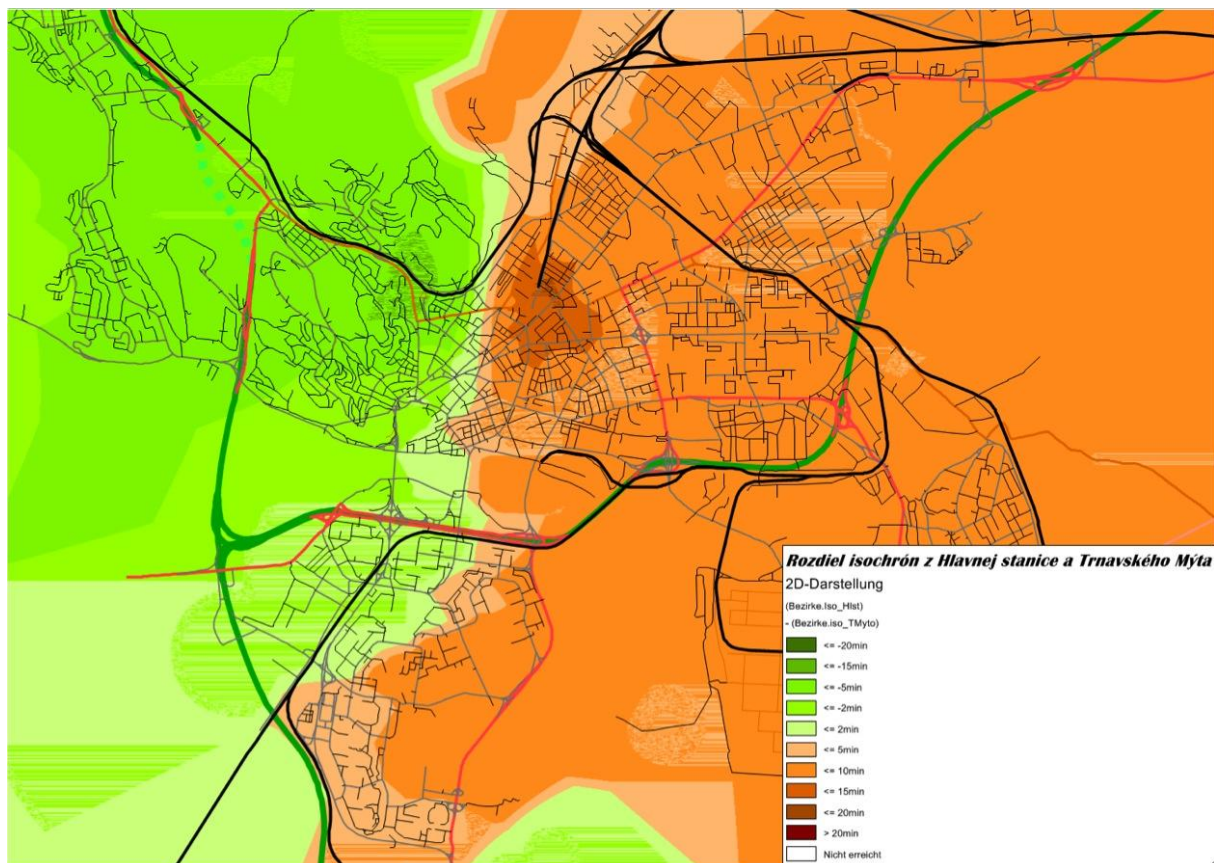 Rozdiel isochrón z Hlavnej stanice a Trnavského Mýta
2D-Darstellung
(Bezirke.Iso_Hlst)
- (Bezirke.iso_TMyto)
<= -20min
<= -15min
<= -5min
<= -2min
<= 2min
<= 5min
<= 10min
<= 15min
<= 20min
> 20min
Nicht erreicht